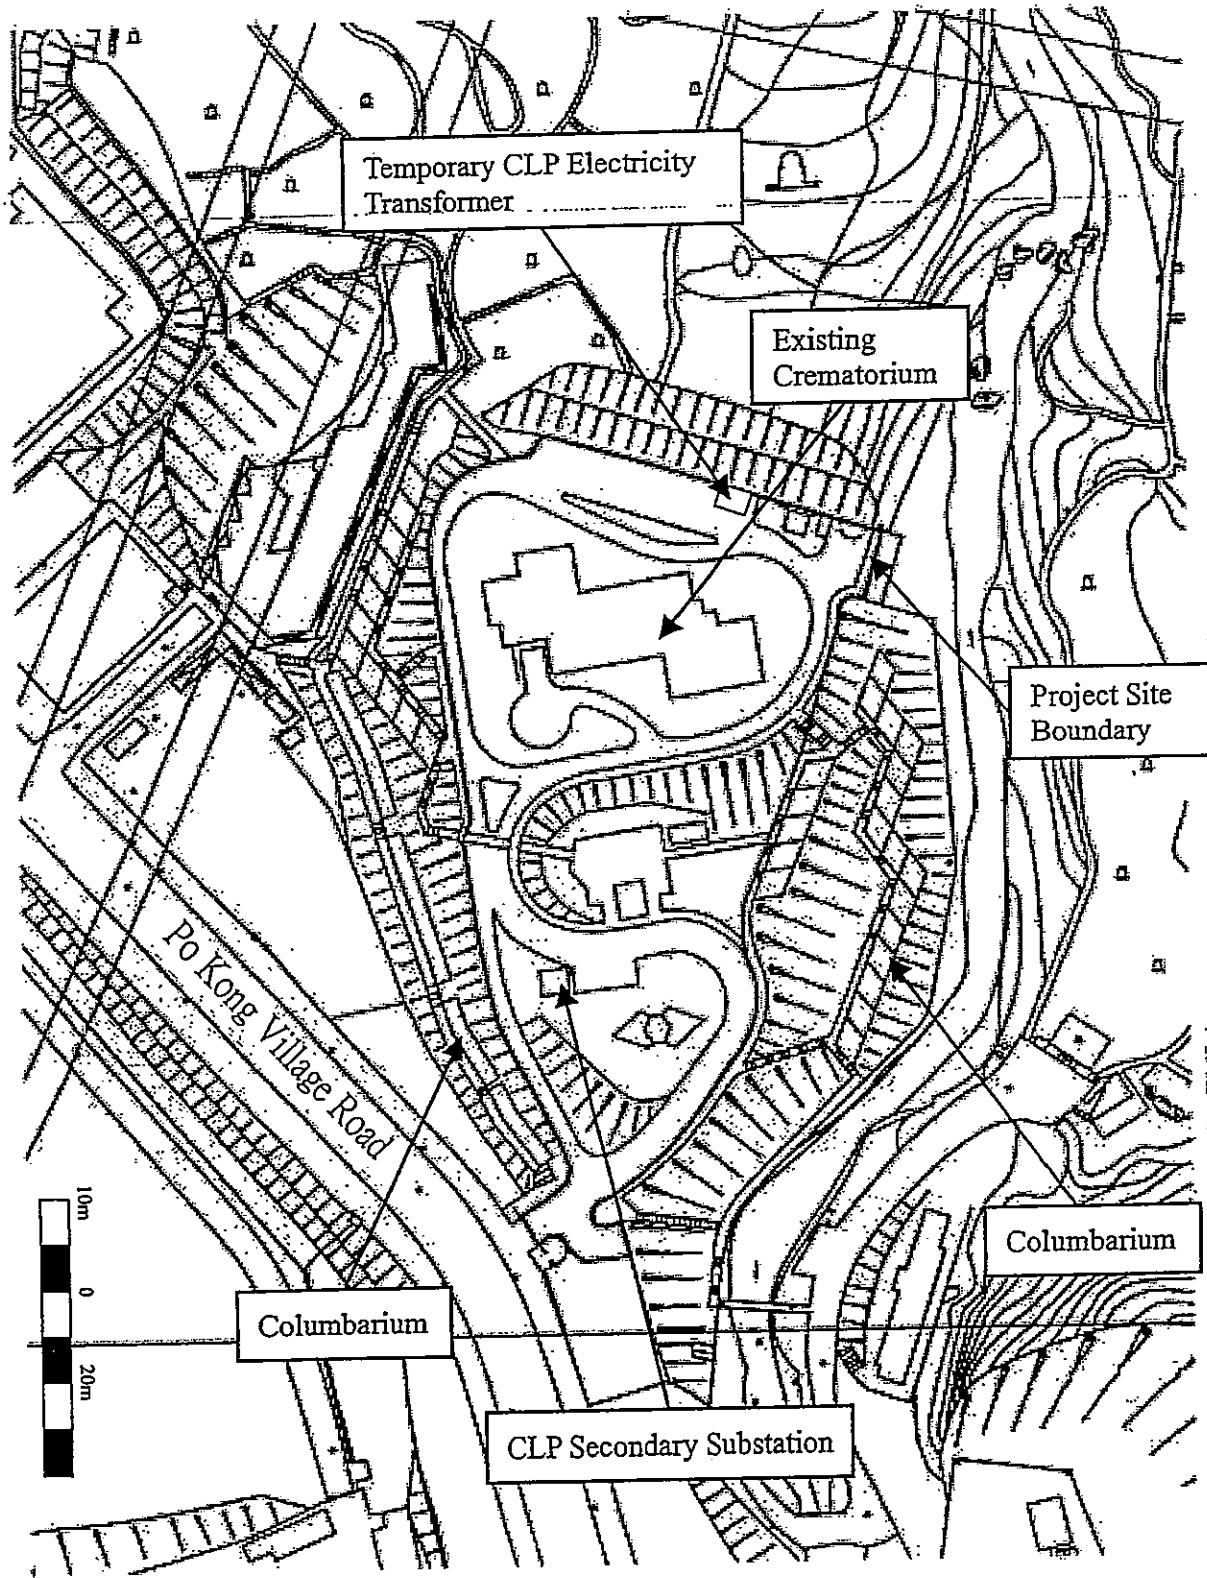 Temporary CLP Electricity
Transformer
Existing
Crematorium
Project Site
Boundary
Po Kong Village Road
10m
0
20m
Columbarium
Columbarium
CLP Secondary Substation